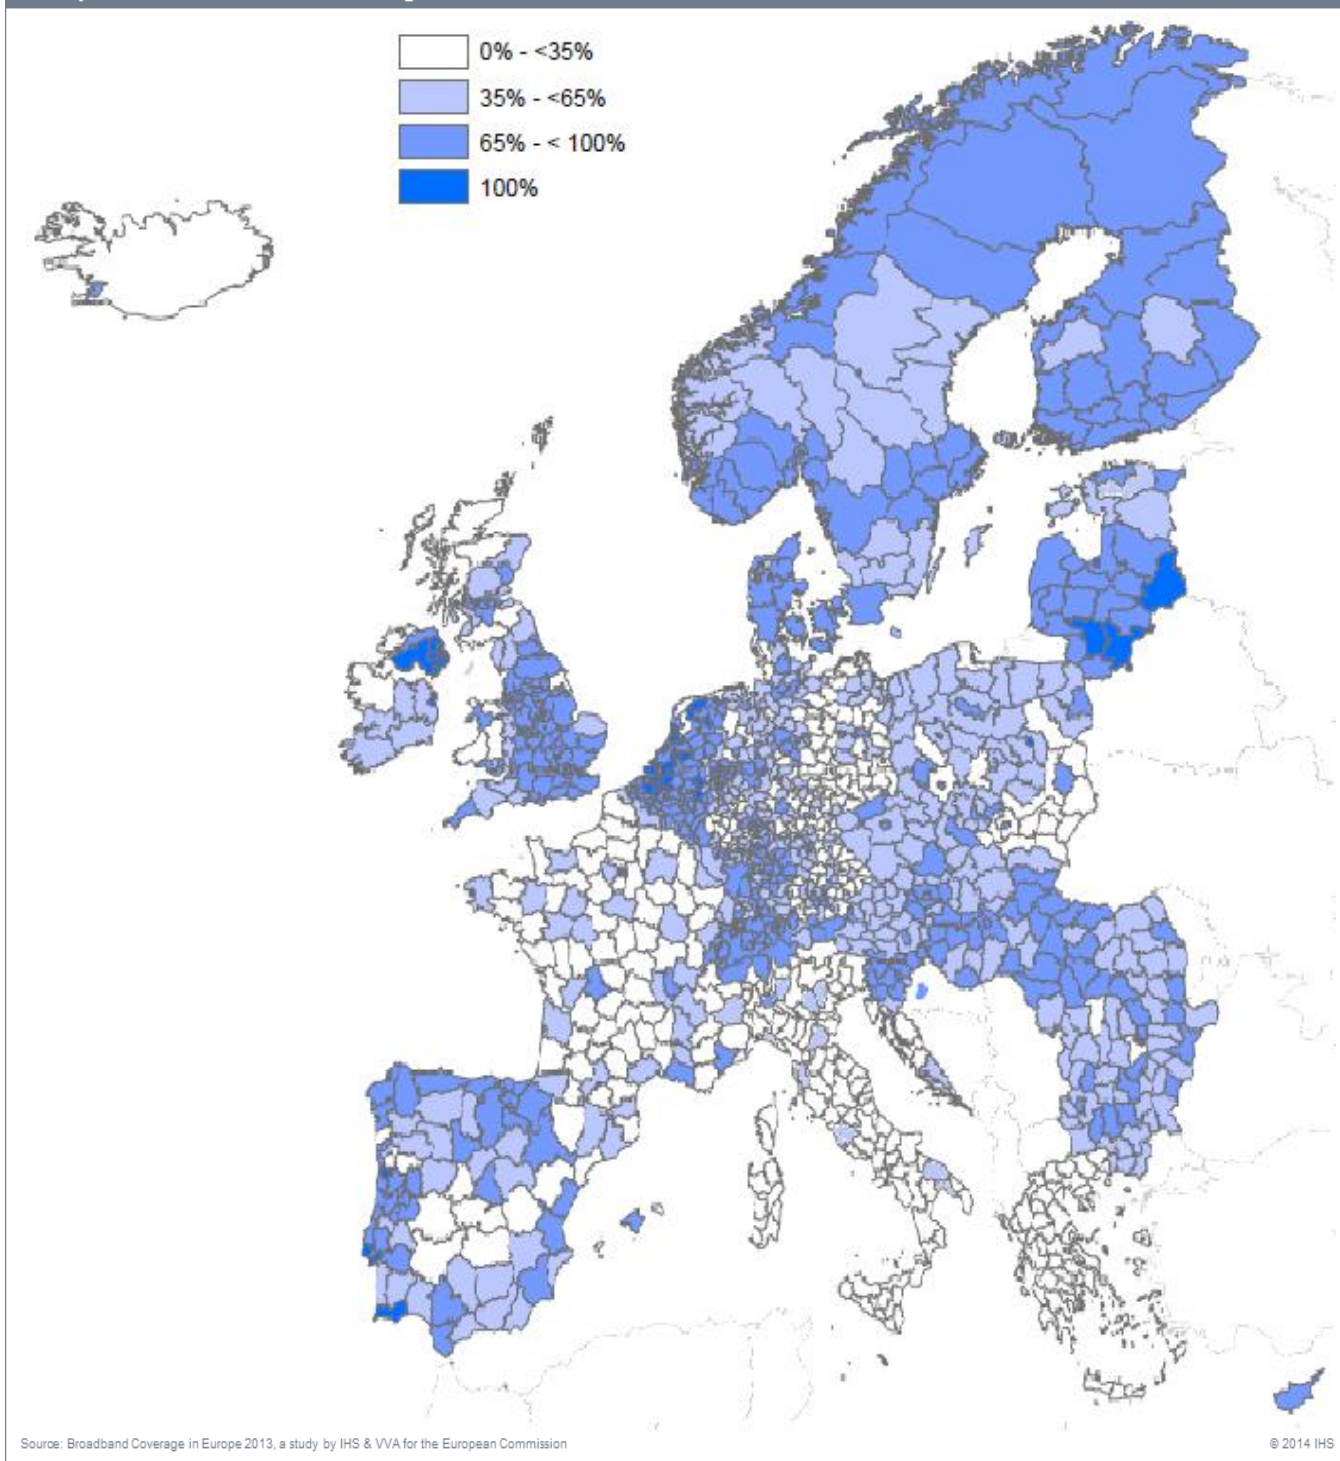 0% - <35%
35% - <65%
65% - < 100%
100%
Source: Broadband Coverage in Europe 2013, a study by IHS & VVA for the European Commission
© 2014 IHS